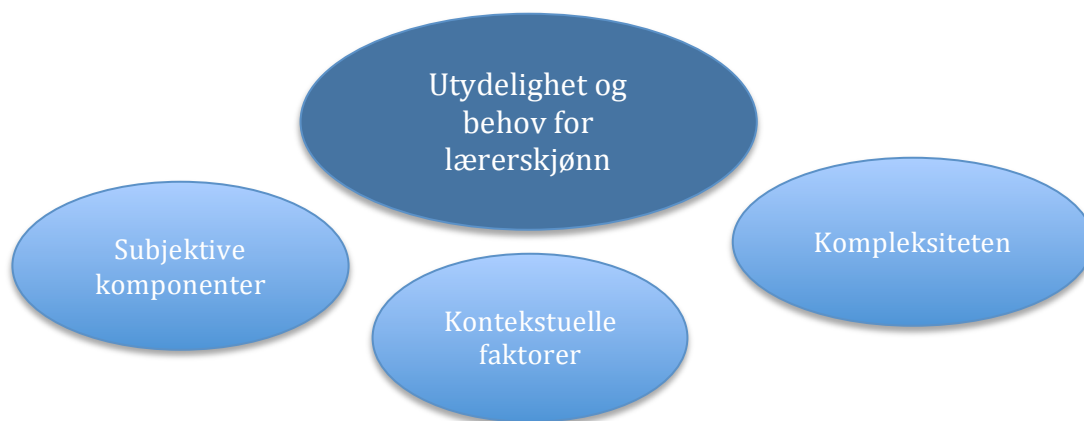 Utydelighet og
behov for
lærerskjønn
Subjektive
komponenter
Kontekstuelle
faktorer
Kompleksiteten